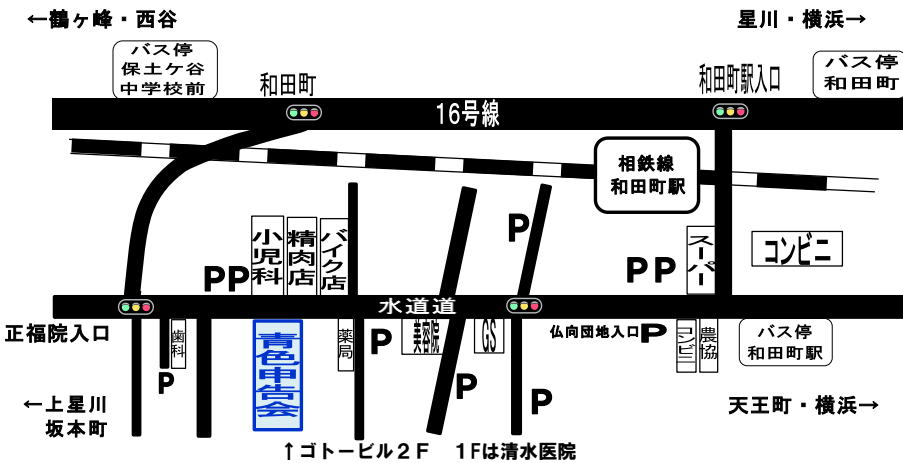 ←鶴ヶ峰・西谷
星川・横浜→
バス停
保土ケ谷
中学校前
和田町
和田町駅入口
バス停
和田町
16号線
相鉄線
和田町駅
小児科
精肉店
バイク店
P
PP
P P
スーパー
コンビニ
水道道
正福院入口
歯科
青色申告会
薬局
P
美容院
GS
仏向団地入口
P
コンビニ
農協
バス停
和田町駅
P
P
P
←上星川
坂本町
天王町・横浜→
↑ゴトービル2F 1Fは清水医院